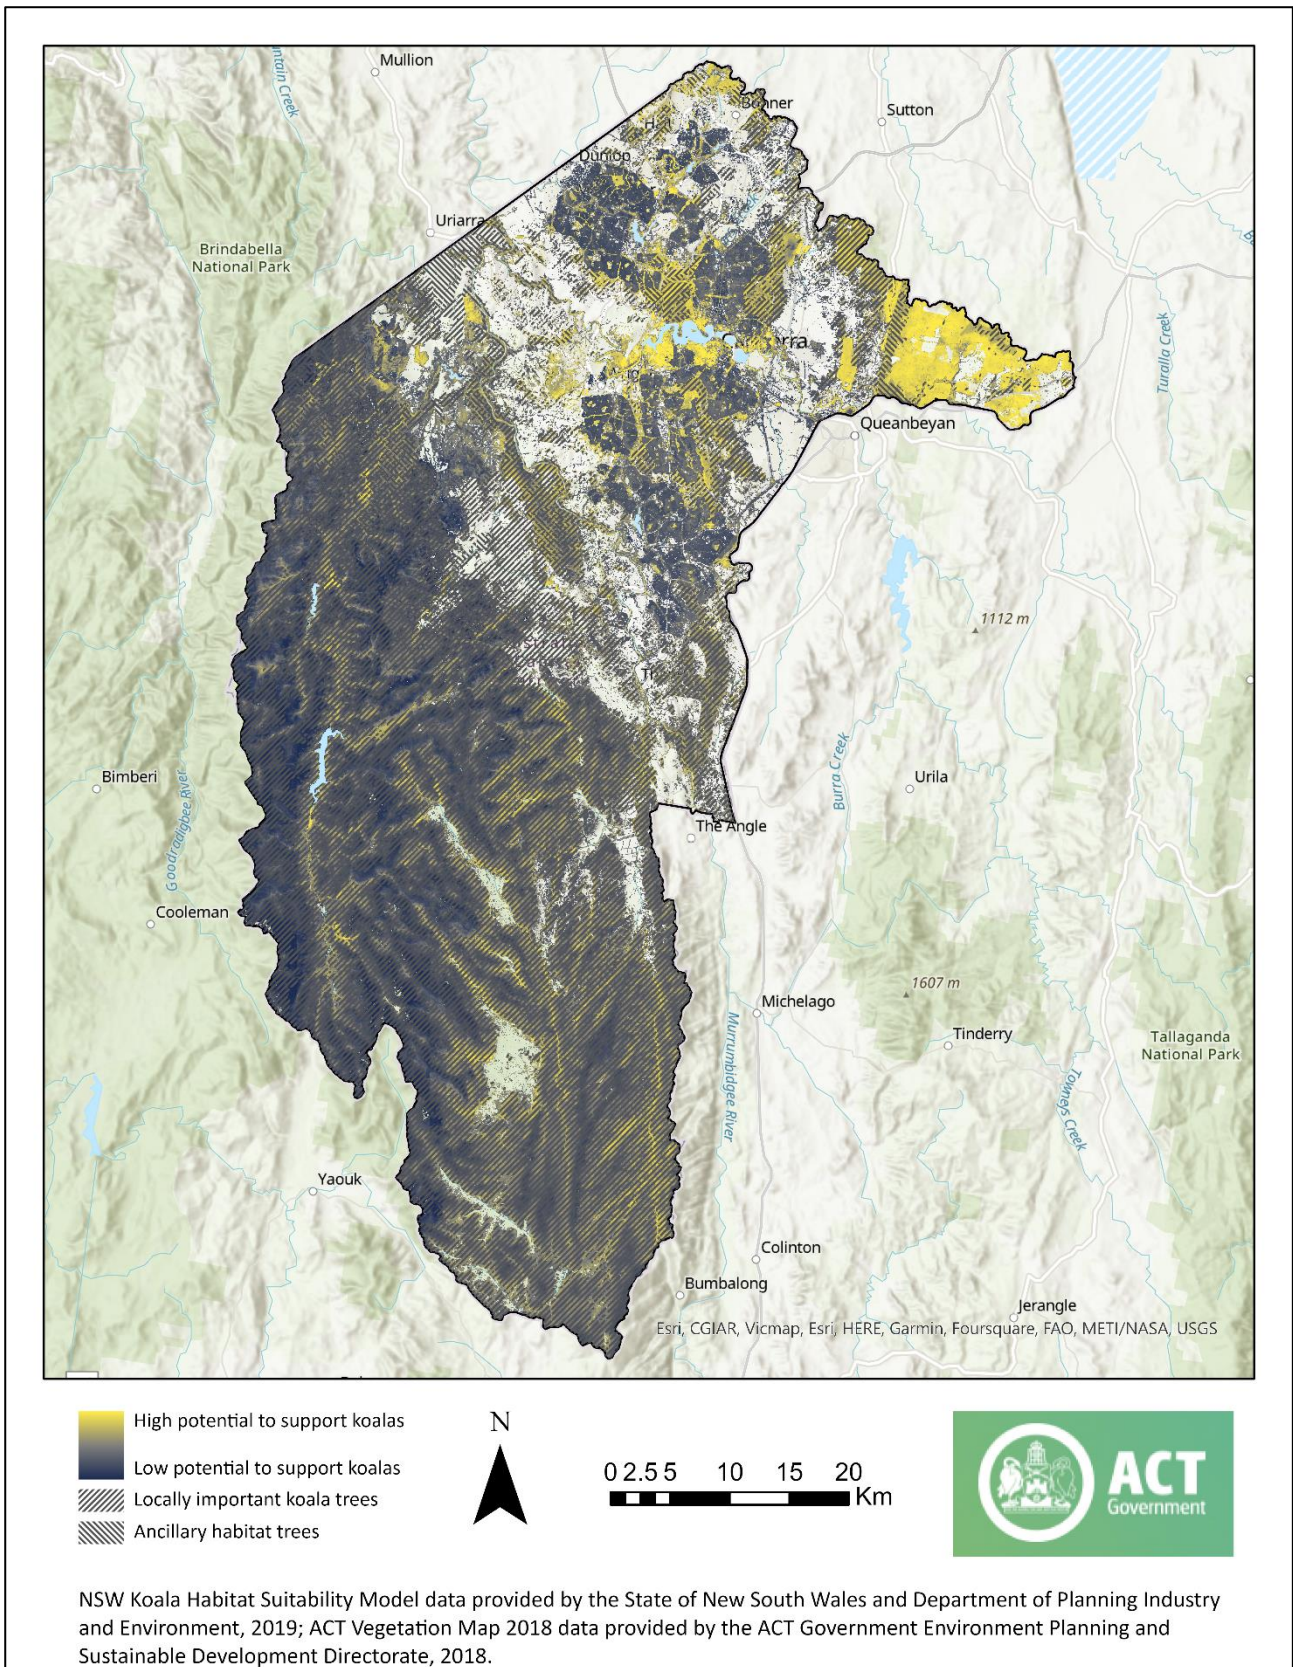 Mullion
Mountain Creek
Bonner
Sutton
Dunlop
Uriarra
Brindabella
National Park
Turalla Creek
Queanbeyan
1112 m
Bimberi
Goodradigbee River
Burra Creek
Urila
The Angle
Cooleman
1607 m
Michelago
Tinderry
Murrumbidgee River
Tallaganda
National Park
Towneys Creek
Yaouk
Colinton
Bumbalong
Jerangle
Esri, CGIAR, Vicmap, Esri, HERE, Garmin, Foursquare, FAO, METI/NASA, USGS
High potential to support koalas
Low potential to support koalas
Locally important koala trees
Ancillary habitat trees
N
0 2.5 5 10 15 20
Km
ACT
Government
NSW Koala Habitat Suitability Model data provided by the State of New South Wales and Department of Planning Industry
and Environment, 2019; ACT Vegetation Map 2018 data provided by the ACT Government Environment Planning and
Sustainable Development Directorate, 2018.